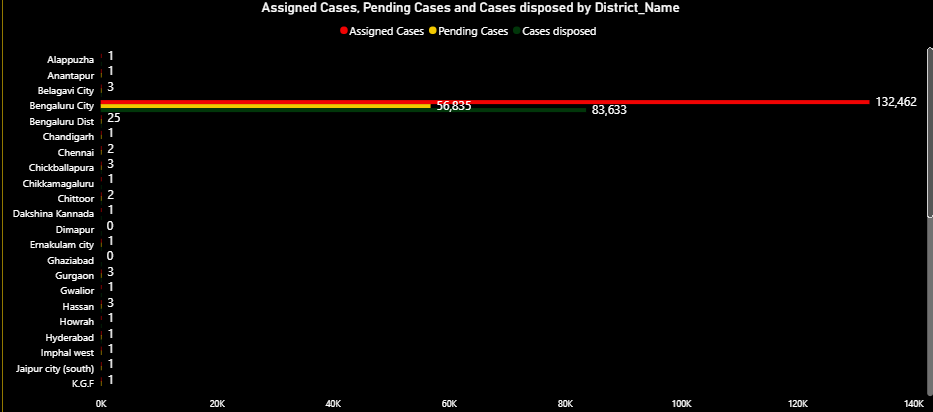 Assigned Cases, Pending Cases and Cases disposed by District_Name
Assigned Cases Pending Cases Cases disposed
Alappuzha 1
Anantapur 1
Belagavi City 3
Bengaluru City 56,835 83,633 132,462
Bengaluru Dist 25
Chandigarh 1
Chennai 2
Chickballapura 3
Chikkamagaluru 1
Chittoor 2
Dakshina Kannada 1
Dimapur 0
Ernakulam city 1
Ghaziabad 0
Gurgaon 3
Gwalior 1
Hassan 3
Howrah 1
Hyderabad 1
Imphal west 1
Jaipur city (south) 1
K.G.F 1
0K 20K 40K 60K 80K 100K 120K 140K